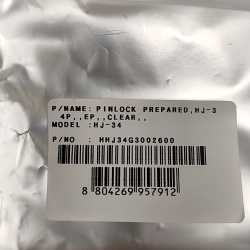 P/NAME: PINLOCK PREPARED,HJ-3
4P,,EP,,CLEAR,,
MODEL :HJ-34
P/NO : HHJ34G3002600
8 804269 957912